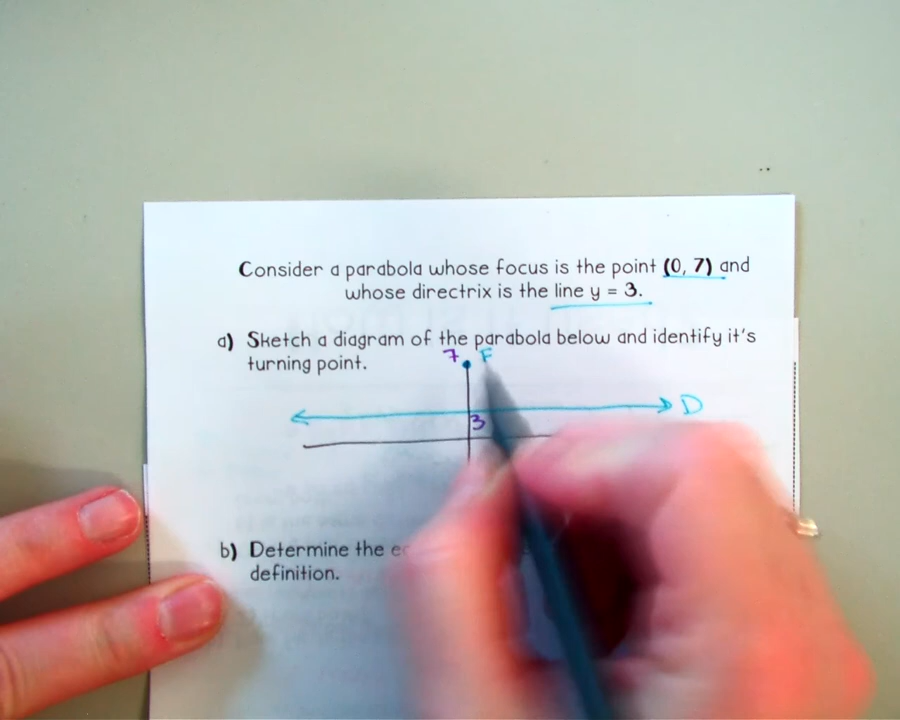 Consider a parabola whose focus is the point (0, 7) and
whose directrix is the line y = 3.
a) Sketch a diagram of the parabola below and identify it's
turning point.
7 F
D
3
b) Determine the
definition.